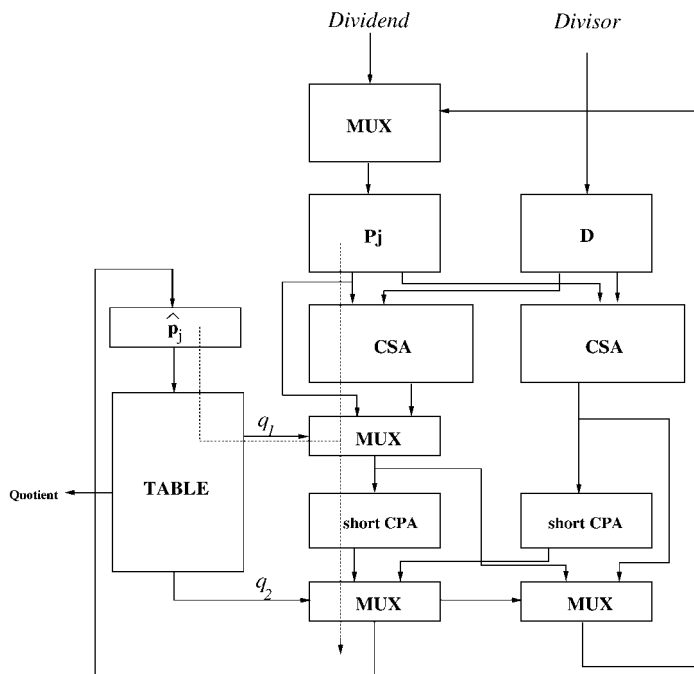 Dividend
Divisor
MUX
Pj
D
p̂j
CSA
CSA
q1
MUX
TABLE
Quotient
short CPA
short CPA
q2
MUX
MUX